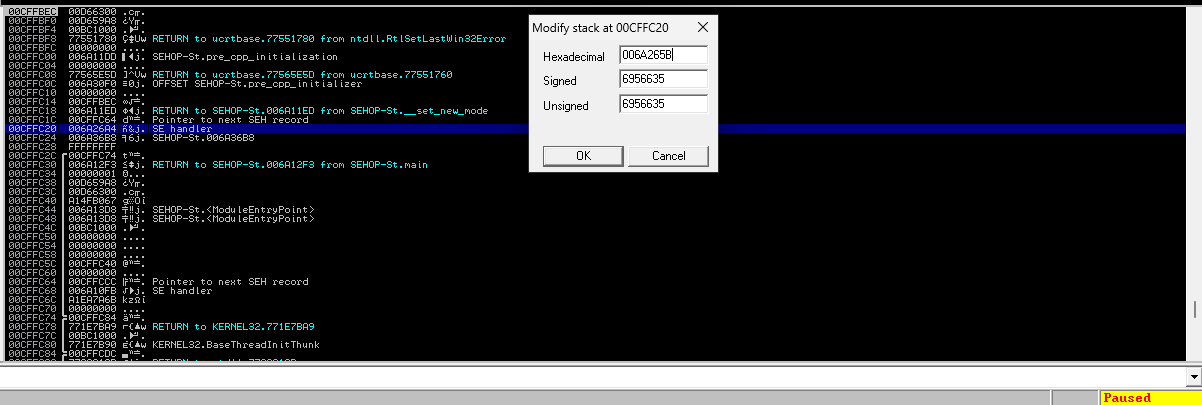 00CFFBEC 00D66300
00CFFBF0 00D659A8
00CFFBF4 00BC1000
00CFFBF8 77551780 RETURN to ucrtbase.77551780 from ntdll.RtlSetLastWin32Error
00CFFBFC 00000000 ....
00CFFC00 006A11DD SEHOP-St.pre_cpp_initialization
00CFFC04 00000000 ....
00CFFC08 77565E5D RETURN to ucrtbase.77565E5D from ucrtbase.77551760
00CFFC0C 006A30F0 OFFSET SEHOP-St.pre_cpp_initializer
00CFFC10 00000000 ....
00CFFC14 00CFFBEC
00CFFC18 006A11ED RETURN to SEHOP-St.006A11ED from SEHOP-St.__set_new_mode
00CFFC1C 00CFFC64 Pointer to next SEH record
00CFFC20 006A26A4 ñ&j. SE handler
00CFFC24 006A36B8 SEHOP-St.006A36B8
00CFFC28 FFFFFFFF
00CFFC2C 00CFFC74
00CFFC30 006A12F3 RETURN to SEHOP-St.006A12F3 from SEHOP-St.main
00CFFC34 00000001
00CFFC38 00D659A8
00CFFC3C 00D66300
00CFFC40 A14FB067
00CFFC44 006A13D8 SEHOP-St.<ModuleEntryPoint>
00CFFC48 006A13D8 SEHOP-St.<ModuleEntryPoint>
00CFFC4C 00BC1000
00CFFC50 00000000 ....
00CFFC54 00000000 ....
00CFFC58 00000000 ....
00CFFC5C 00CFFC40
00CFFC60 00000000 ....
00CFFC64 00CFFCCC Pointer to next SEH record
00CFFC68 006A10FB SE handler
00CFFC6C A1EA7A6B kzΩí
00CFFC70 00000000 ....
00CFFC74 00CFFC84
00CFFC78 771E7BA9 RETURN to KERNEL32.771E7BA9
00CFFC7C 00BC1000
00CFFC80 771E7B90 KERNEL32.BaseThreadInitThunk
00CFFC84 00CFFCDC
Modify stack at 00CFFC20
Hexadecimal 006A265B
Signed 6956635
Unsigned 6956635
OK Cancel
Paused